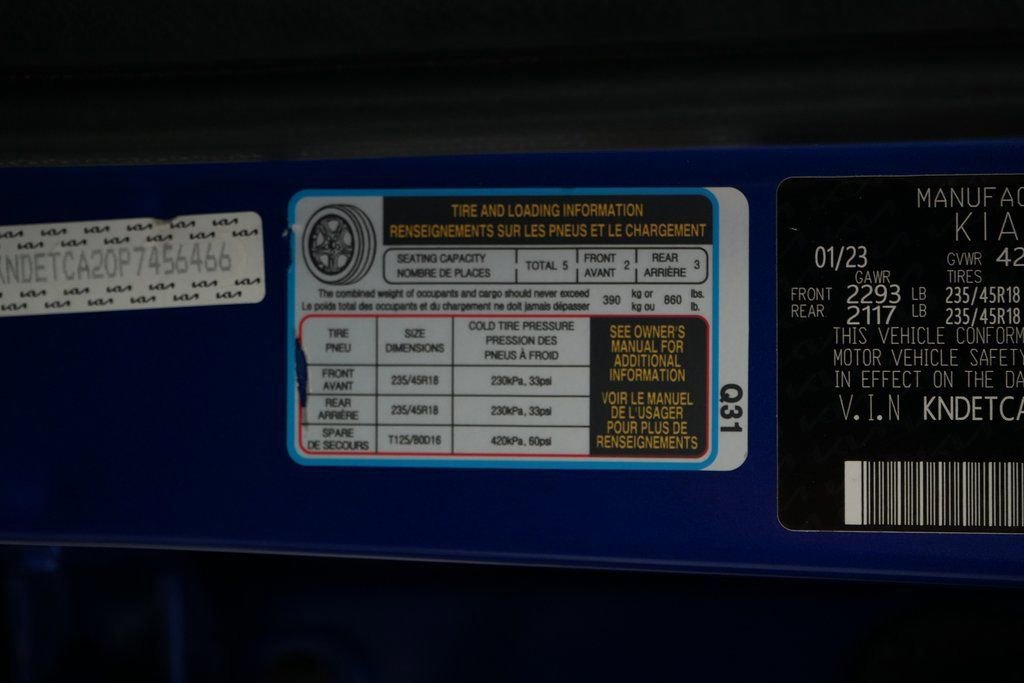 KNDETCA20P7456466
TIRE AND LOADING INFORMATION
RENSEIGNEMENTS SUR LES PNEUS ET LE CHARGEMENT
SEATING CAPACITY
NOMBRE DE PLACES
TOTAL 5
FRONT
AVANT 2
REAR
ARRIÈRE 3
The combined weight of occupants and cargo should never exceed
Le poids total des occupants et du chargement ne doit jamais dépasser
390 kg or
kg ou
860 lbs.
lb.
TIRE
PNEU
SIZE
DIMENSIONS
COLD TIRE PRESSURE
PRESSION DES
PNEUS À FROID
FRONT
AVANT
235/45R18
230kPa, 33psi
REAR
ARRIÈRE
235/45R18
230kPa, 33psi
SPARE
DE SECOURS
T125/80D16
420kPa, 60psi
SEE OWNER'S
MANUAL FOR
ADDITIONAL
INFORMATION
VOIR LE MANUEL
DE L'USAGER
POUR PLUS DE
RENSEIGNEMENTS
Q31
MANUFAC
KIA
01/23 GVWR 42
GAWR TIRES
FRONT 2293 LB 235/45R18
REAR 2117 LB 235/45R18
THIS VEHICLE CONFORM
MOTOR VEHICLE SAFETY
IN EFFECT ON THE DA
V.I.N KNDETCA